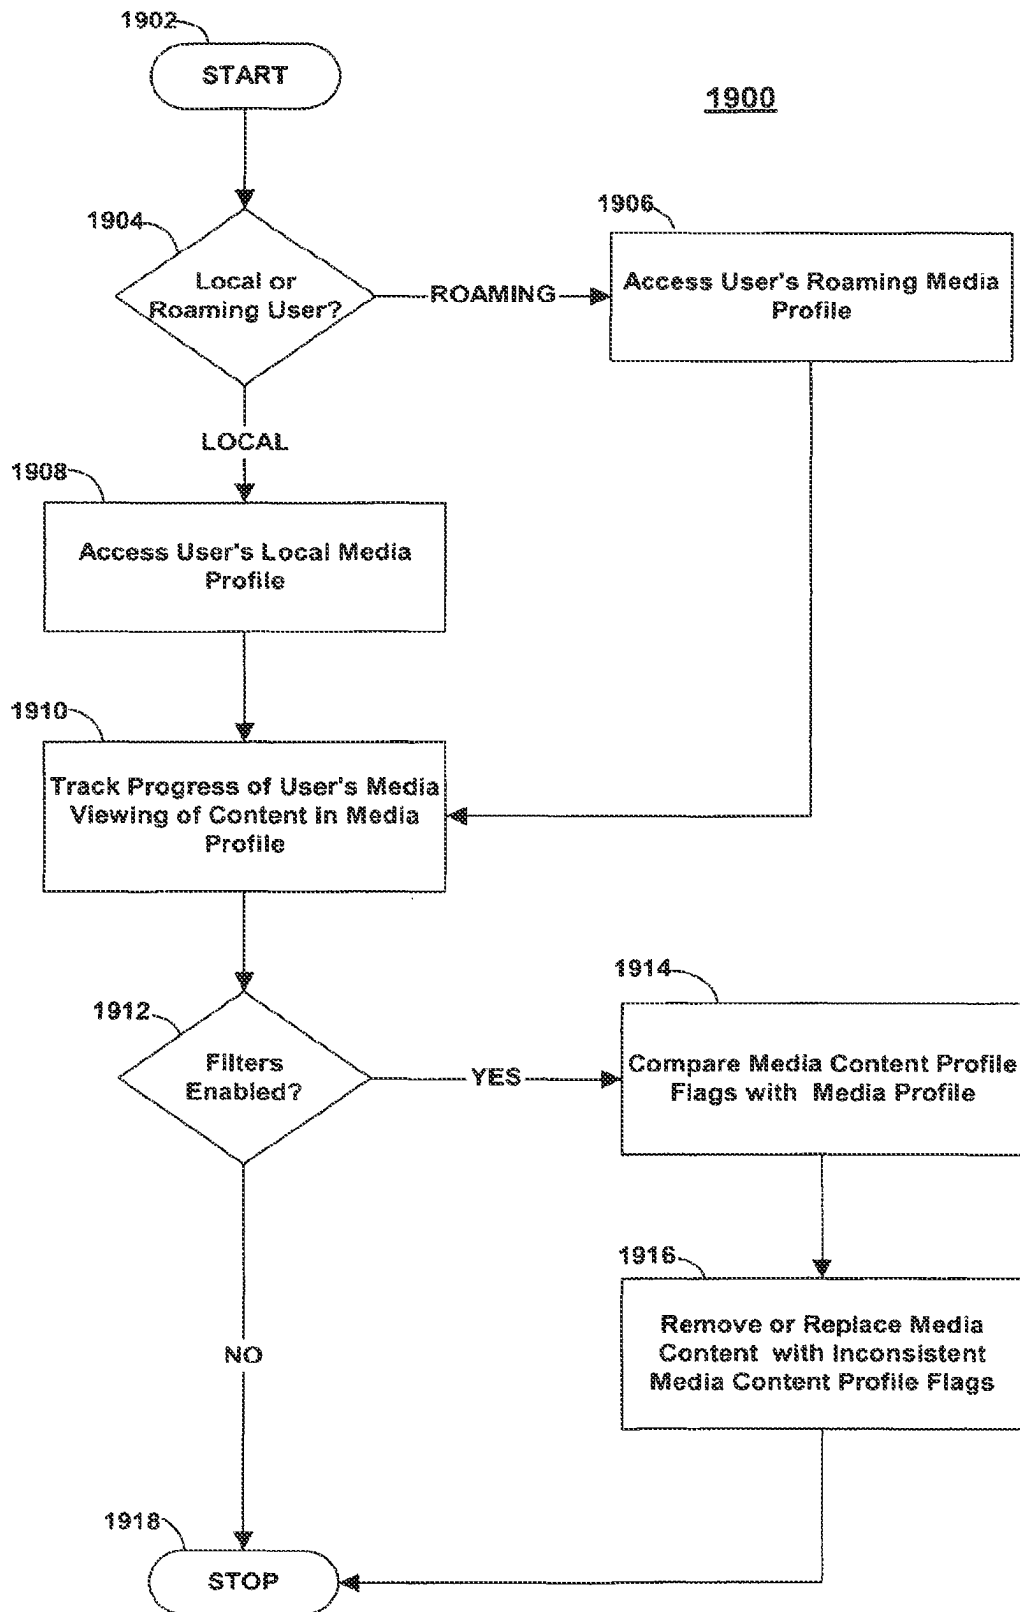 1902
START
1900
1904
Local or
Roaming User?
ROAMING
1906
Access User's Roaming Media
Profile
LOCAL
1908
Access User's Local Media
Profile
1910
Track Progress of User's Media
Viewing of Content in Media
Profile
1912
Filters
Enabled?
YES
1914
Compare Media Content Profile
Flags with Media Profile
1916
Remove or Replace Media
Content with Inconsistent
Media Content Profile Flags
NO
1918
STOP